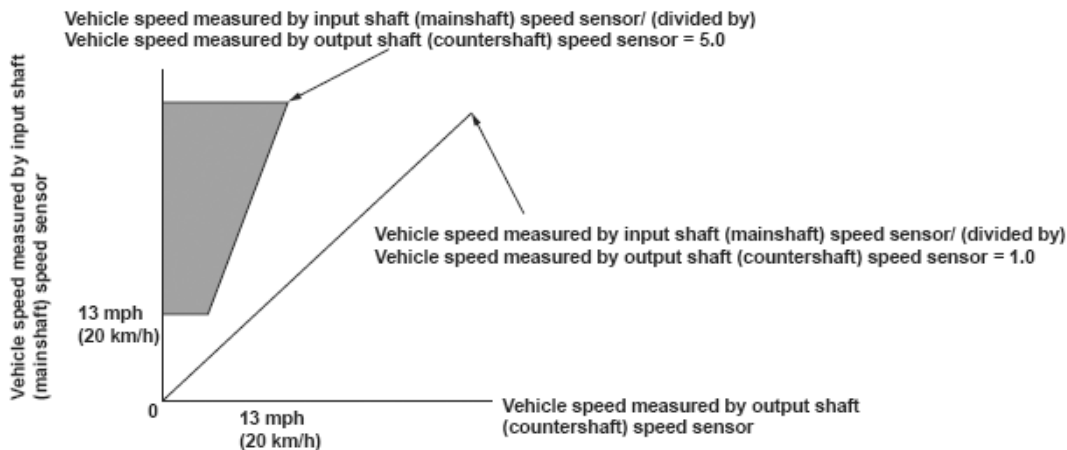 Vehicle speed measured by input shaft (mainshaft) speed sensor/ (divided by)
Vehicle speed measured by output shaft (countershaft) speed sensor = 5.0
Vehicle speed measured by input shaft
(mainshaft) speed sensor
Vehicle speed measured by input shaft (mainshaft) speed sensor/ (divided by)
Vehicle speed measured by output shaft (countershaft) speed sensor = 1.0
13 mph
(20 km/h)
0
13 mph
(20 km/h)
Vehicle speed measured by output shaft
(countershaft) speed sensor